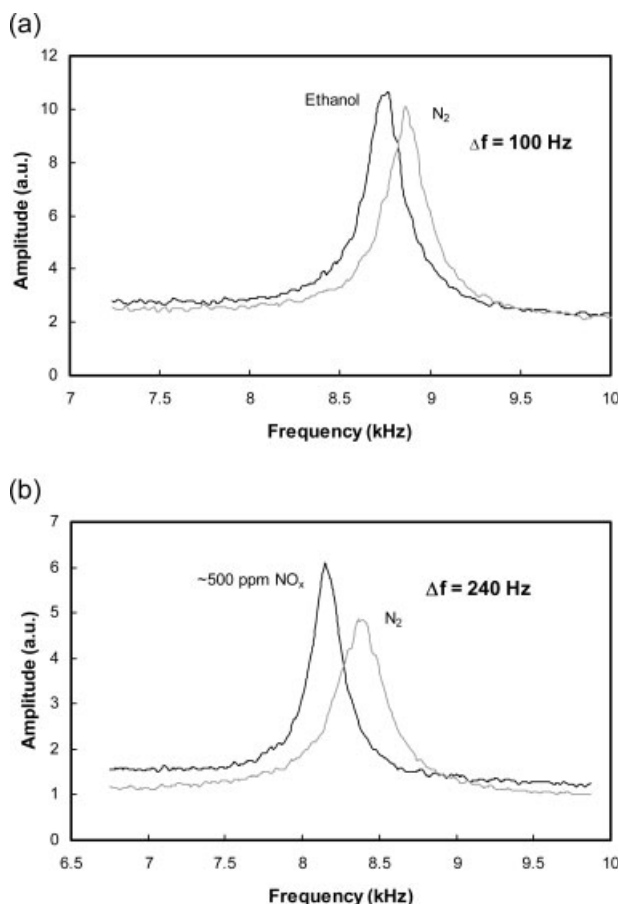 (a)
12
10
8
6
4
2
0
Ethanol
N₂
Δf = 100 Hz
Amplitude (a.u.)
7 7.5 8 8.5 9 9.5 10
Frequency (kHz)
(b)
7
6
5
4
3
2
1
0
~500 ppm NOₓ
N₂
Δf = 240 Hz
Amplitude (a.u.)
6.5 7 7.5 8 8.5 9 9.5 10
Frequency (kHz)